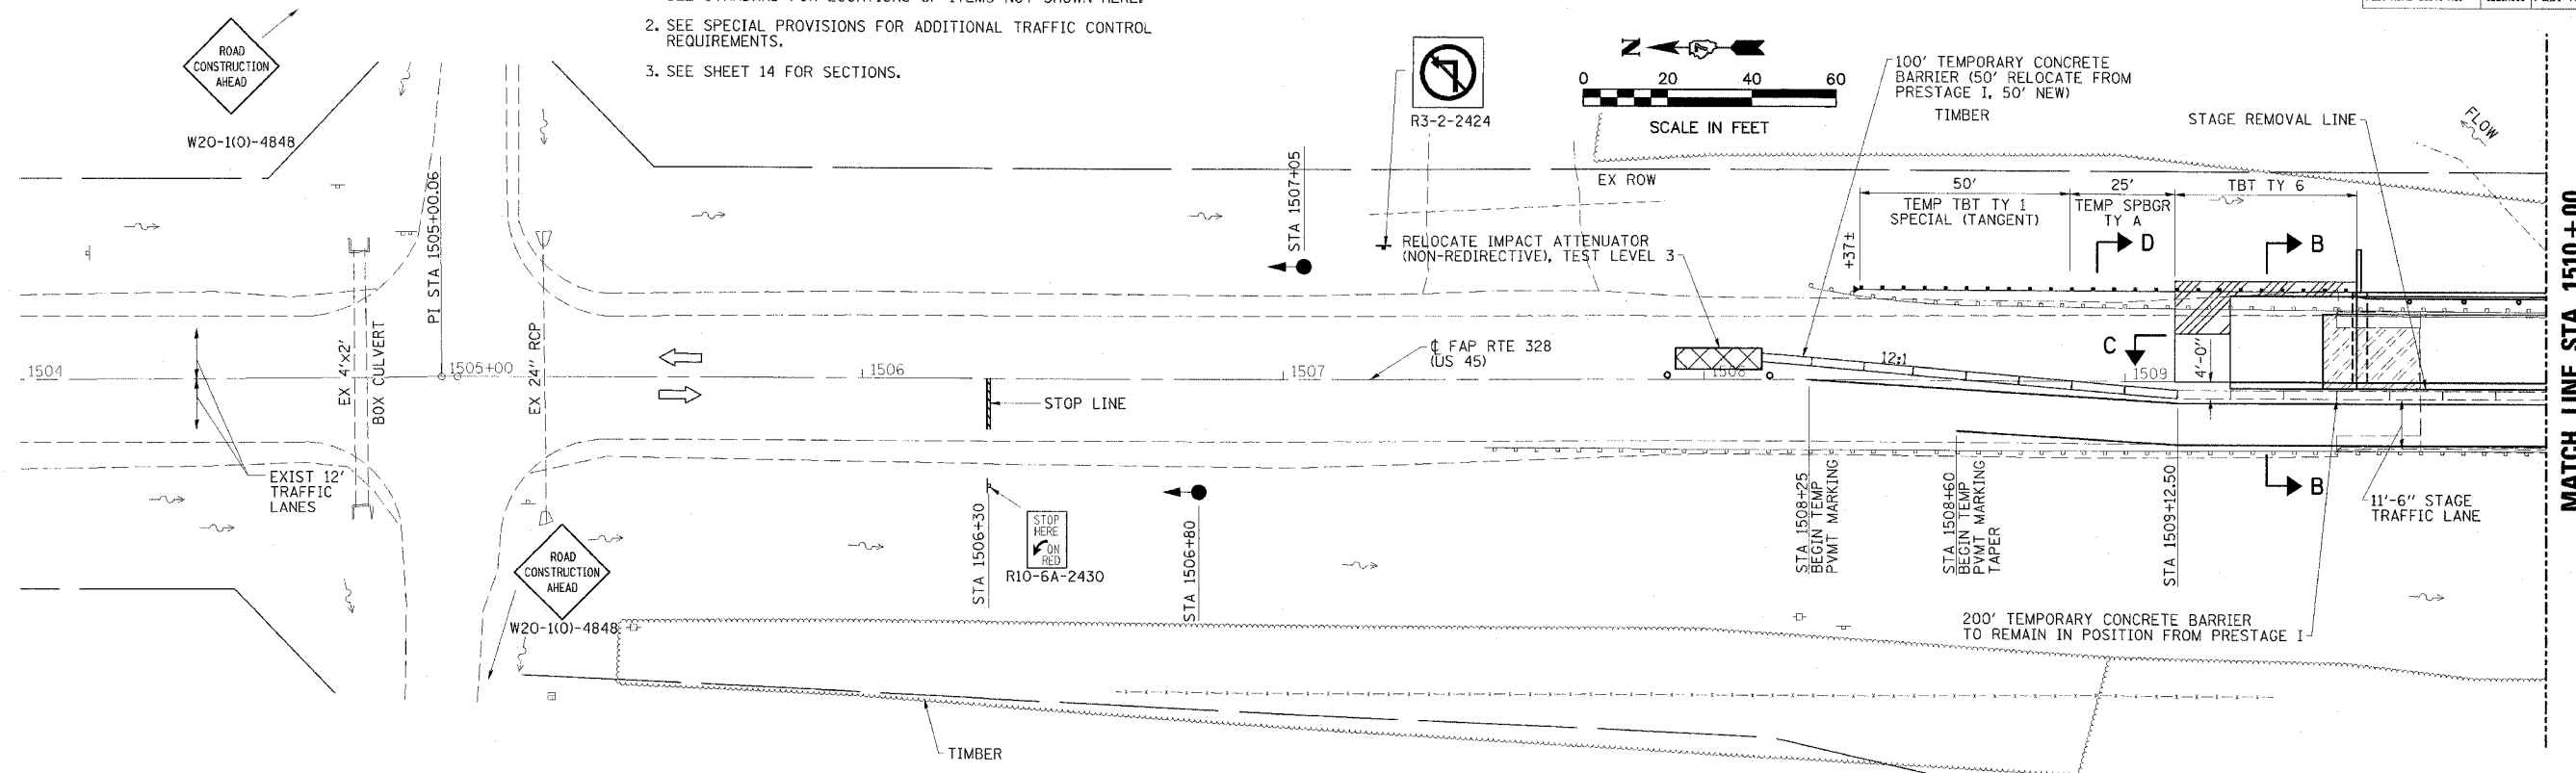 2. SEE SPECIAL PROVISIONS FOR ADDITIONAL TRAFFIC CONTROL
REQUIREMENTS.
3. SEE SHEET 14 FOR SECTIONS.
ROAD
CONSTRUCTION
AHEAD
W20-1(O)-4848
R3-2-2424
N
0 20 40 60
SCALE IN FEET
100' TEMPORARY CONCRETE
BARRIER (50' RELOCATE FROM
PRESTAGE I, 50' NEW)
TIMBER
STAGE REMOVAL LINE
FLOW
EX ROW
50'
TEMP TBT TY 1
SPECIAL (TANGENT)
25'
TEMP SPBGR
TY A
TBT TY 6
D
B
+37±
RELOCATE IMPACT ATTENUATOR
(NON-REDIRECTIVE), TEST LEVEL 3
STA 1507+05
PI STA 1505+00.06
EX 4'x2'
BOX CULVERT
EX 24" RCP
1504
1505+00
1506
1507
1508
1509
℄ FAP RTE 328
(US 45)
12:1
C
4'-0"
STOP LINE
EXIST 12'
TRAFFIC
LANES
STA 1506+30
STOP
HERE
ON
RED
R10-6A-2430
STA 1506+80
STA 1508+25
BEGIN TEMP
PVMT MARKING
STA 1508+60
BEGIN TEMP
PVMT MARKING
TAPER
STA 1509+12.50
B
11'-6" STAGE
TRAFFIC LANE
200' TEMPORARY CONCRETE BARRIER
TO REMAIN IN POSITION FROM PRESTAGE I
ROAD
CONSTRUCTION
AHEAD
W20-1(O)-4848
TIMBER
MATCH LINE STA 1510+00